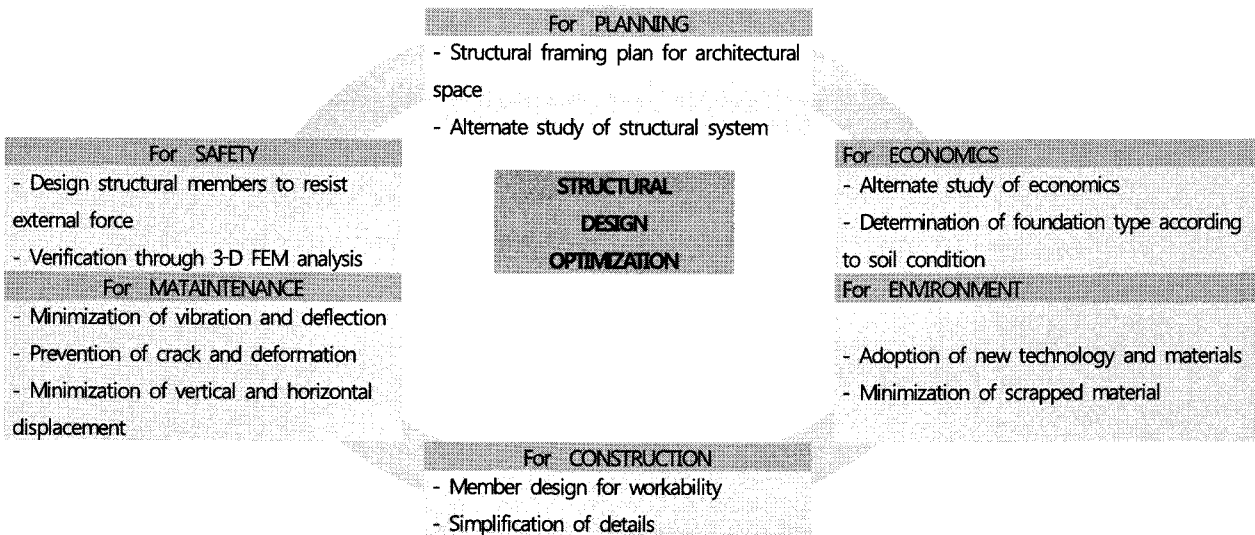 For PLANNING
- Structural framing plan for architectural
space
- Alternate study of structural system
For SAFETY
- Design structural members to resist
external force
- Verification through 3-D FEM analysis
For MATAINTENANCE
- Minimization of vibration and deflection
- Prevention of crack and deformation
- Minimization of vertical and horizontal
displacement
STRUCTURAL
DESIGN
OPTIMIZATION
For ECONOMICS
- Alternate study of economics
- Determination of foundation type according
to soil condition
For ENVIRONMENT
- Adoption of new technology and materials
- Minimization of scrapped material
For CONSTRUCTION
- Member design for workability
- Simplification of details